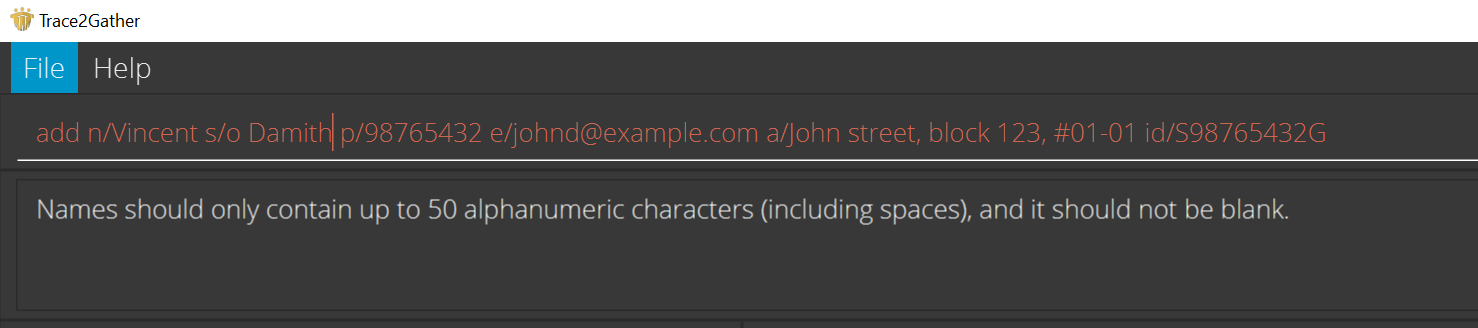 Trace2Gather
File Help
add n/Vincent s/o Damith p/98765432 e/johnd@example.com a/John street, block 123, #01-01 id/S98765432G
Names should only contain up to 50 alphanumeric characters (including spaces), and it should not be blank.